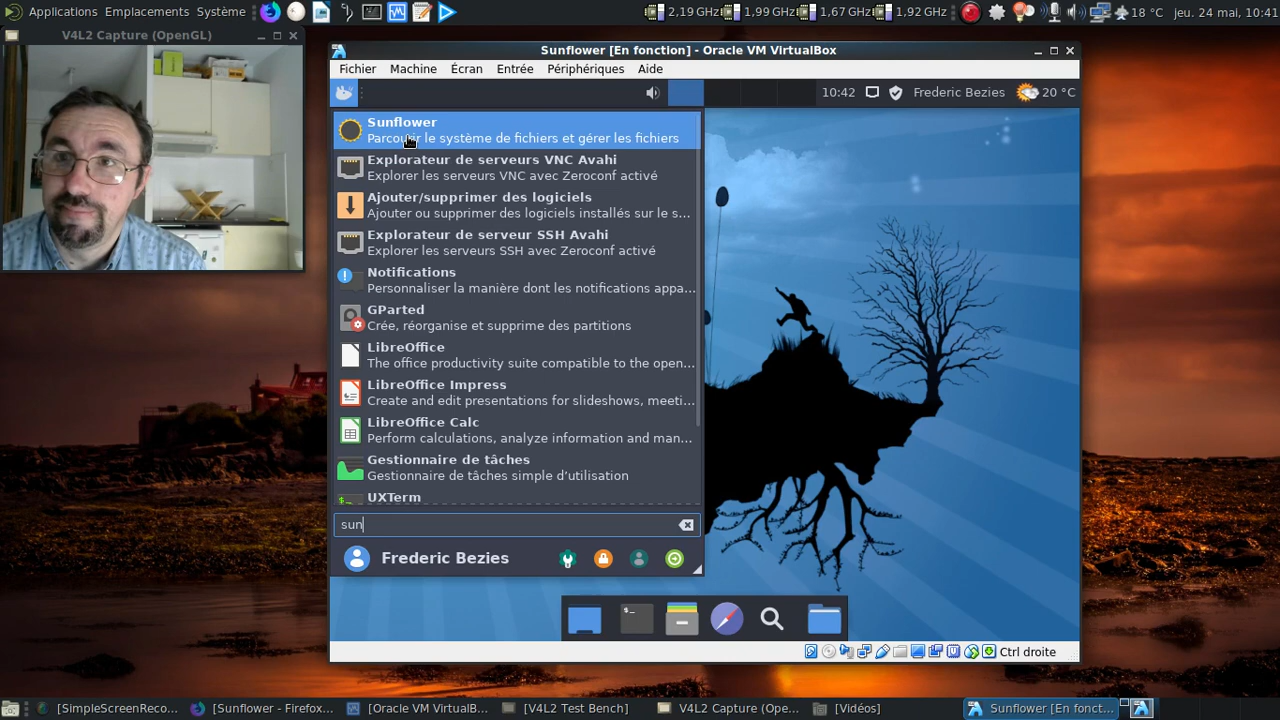 Applications Emplacements Système
2,19 GHz 1,99 GHz 1,67 GHz 1,92 GHz
18 °C jeu. 24 mai, 10:41
V4L2 Capture (OpenGL)
Sunflower [En fonction] - Oracle VM VirtualBox
Fichier Machine Écran Entrée Périphériques Aide
10:42 Frederic Bezies 20 °C
Sunflower
Parcourir le système de fichiers et gérer les fichiers
Explorateur de serveurs VNC Avahi
Explorer les serveurs VNC avec Zeroconf activé
Ajouter/supprimer des logiciels
Ajouter ou supprimer des logiciels installés sur le s...
Explorateur de serveur SSH Avahi
Explorer les serveurs SSH avec Zeroconf activé
Notifications
Personnaliser la manière dont les notifications appa...
GParted
Crée, réorganise et supprime des partitions
LibreOffice
The office productivity suite compatible to the open...
LibreOffice Impress
Create and edit presentations for slideshows, meeti...
LibreOffice Calc
Perform calculations, analyze information and man...
Gestionnaire de tâches
Gestionnaire de tâches simple d’utilisation
UXTerm
sun
Frederic Bezies
Ctrl droite
[SimpleScreenReco... [Sunflower - Firefox... [Oracle VM VirtualB... [V4L2 Test Bench] V4L2 Capture (Ope... [Vidéos] Sunflower [En fonct...